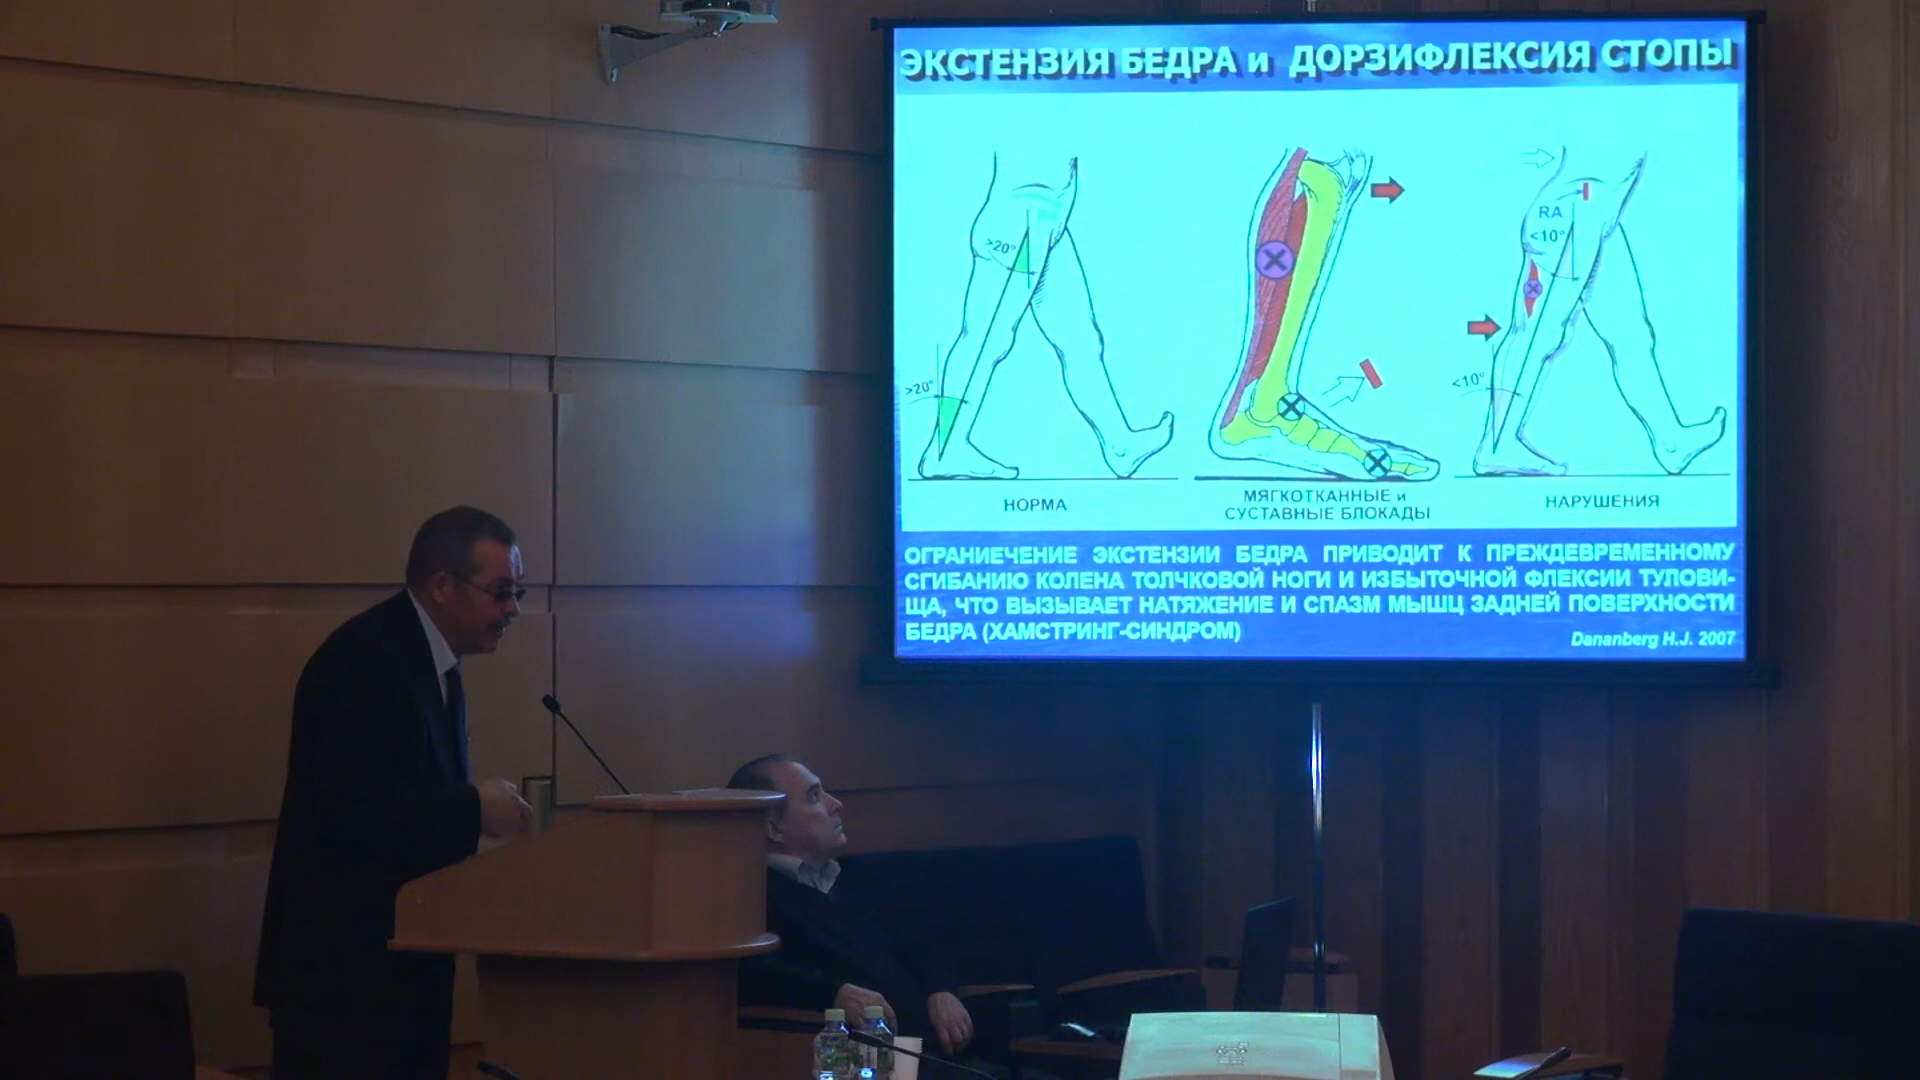 ЭКСТЕНЗИЯ БЕДРА и ДОРЗИФЛЕКСИЯ СТОПЫ
>20°
>20°
НОРМА
МЯГКОТКАННЫЕ и
СУСТАВНЫЕ БЛОКАДЫ
RA
<10°
<10°
НАРУШЕНИЯ
ОГРАНИЕЧЕНИЕ ЭКСТЕНЗИИ БЕДРА ПРИВОДИТ К ПРЕЖДЕВРЕМЕННОМУ
СГИБАНИЮ КОЛЕНА ТОЛЧКОВОЙ НОГИ И ИЗБЫТОЧНОЙ ФЛЕКСИИ ТУЛОВИ-
ЩА, ЧТО ВЫЗЫВАЕТ НАТЯЖЕНИЕ И СПАЗМ МЫШЦ ЗАДНЕЙ ПОВЕРХНОСТИ
БЕДРА (ХАМСТРИНГ-СИНДРОМ)
Dananberg H.J. 2007